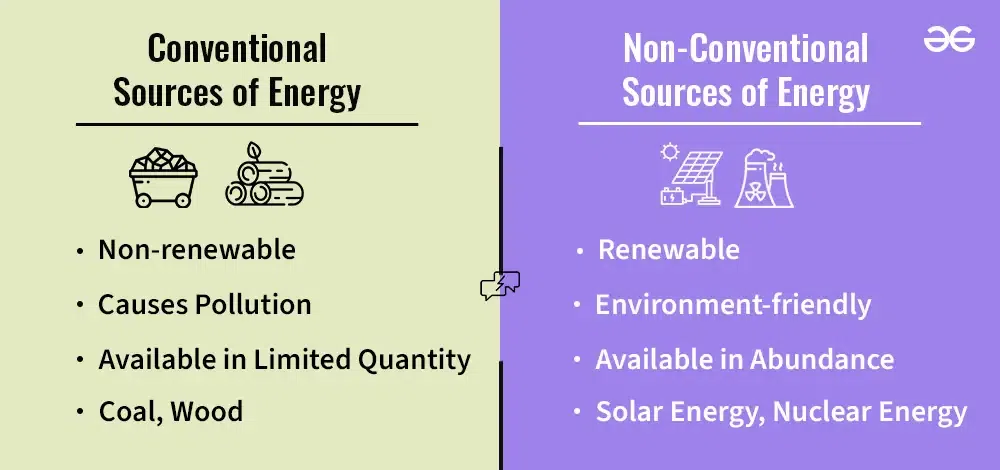 Conventional
Sources of Energy
• Non-renewable
• Causes Pollution
• Available in Limited Quantity
• Coal, Wood
Non-Conventional
Sources of Energy
• Renewable
• Environment-friendly
• Available in Abundance
• Solar Energy, Nuclear Energy